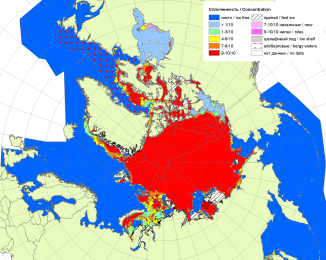 Сплоченность / Concentration
чисто / ice free
< 1/10
1-3/10
4-6/10
7-8/10
9-10/10
припай / fast ice
7-10/10 начальные / new
9-10/10 нилас / nilas
шельфовый лед / ice shelf
айсберговые / bergy waters
нет данных / no data